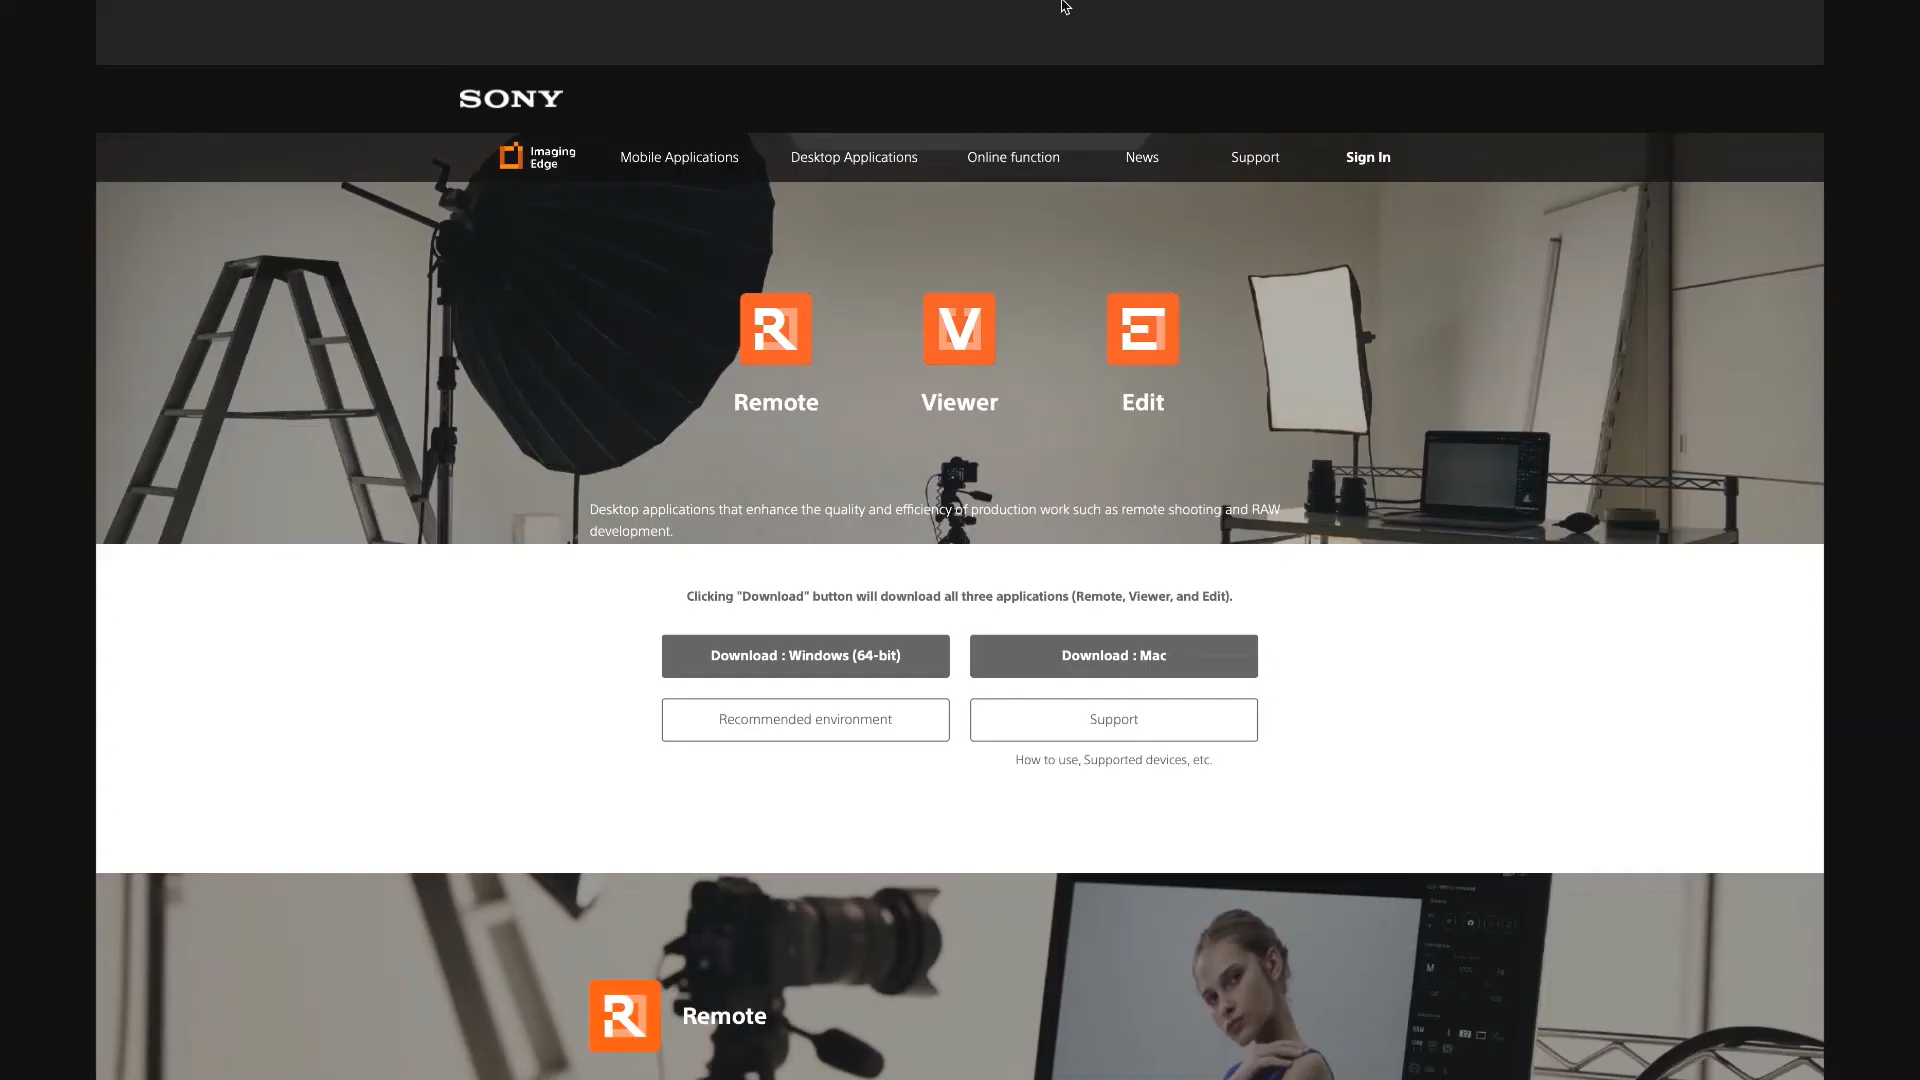 SONY
Imaging
Edge
Mobile Applications
Desktop Applications
Online function
News
Support
Sign In
Remote
Viewer
Edit
Desktop applications that enhance the quality and efficiency of production work such as remote shooting and RAW
development.
Clicking "Download" button will download all three applications (Remote, Viewer, and Edit).
Download : Windows (64-bit)
Download : Mac
Recommended environment
Support
How to use, Supported devices, etc.
Remote